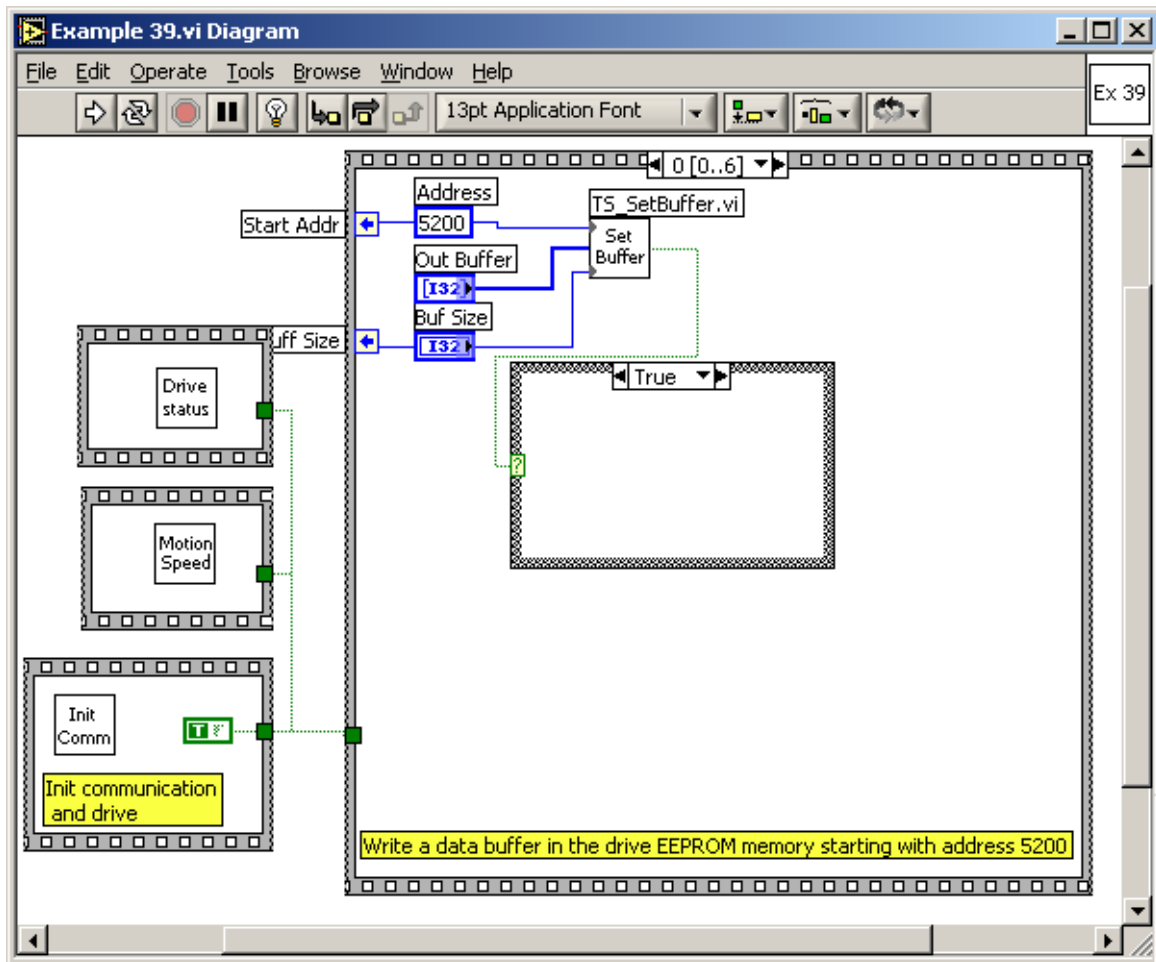 Example 39.vi Diagram
File Edit Operate Tools Browse Window Help
13pt Application Font
Ex 39
0 [0..6]
Address
TS_SetBuffer.vi
Start Addr
5200
Set
Buffer
Out Buffer
[I32]
Buf Size
uff Size
I32
True
Drive
status
?
Motion
Speed
Init
Comm
T
Init communication
and drive
Write a data buffer in the drive EEPROM memory starting with address 5200